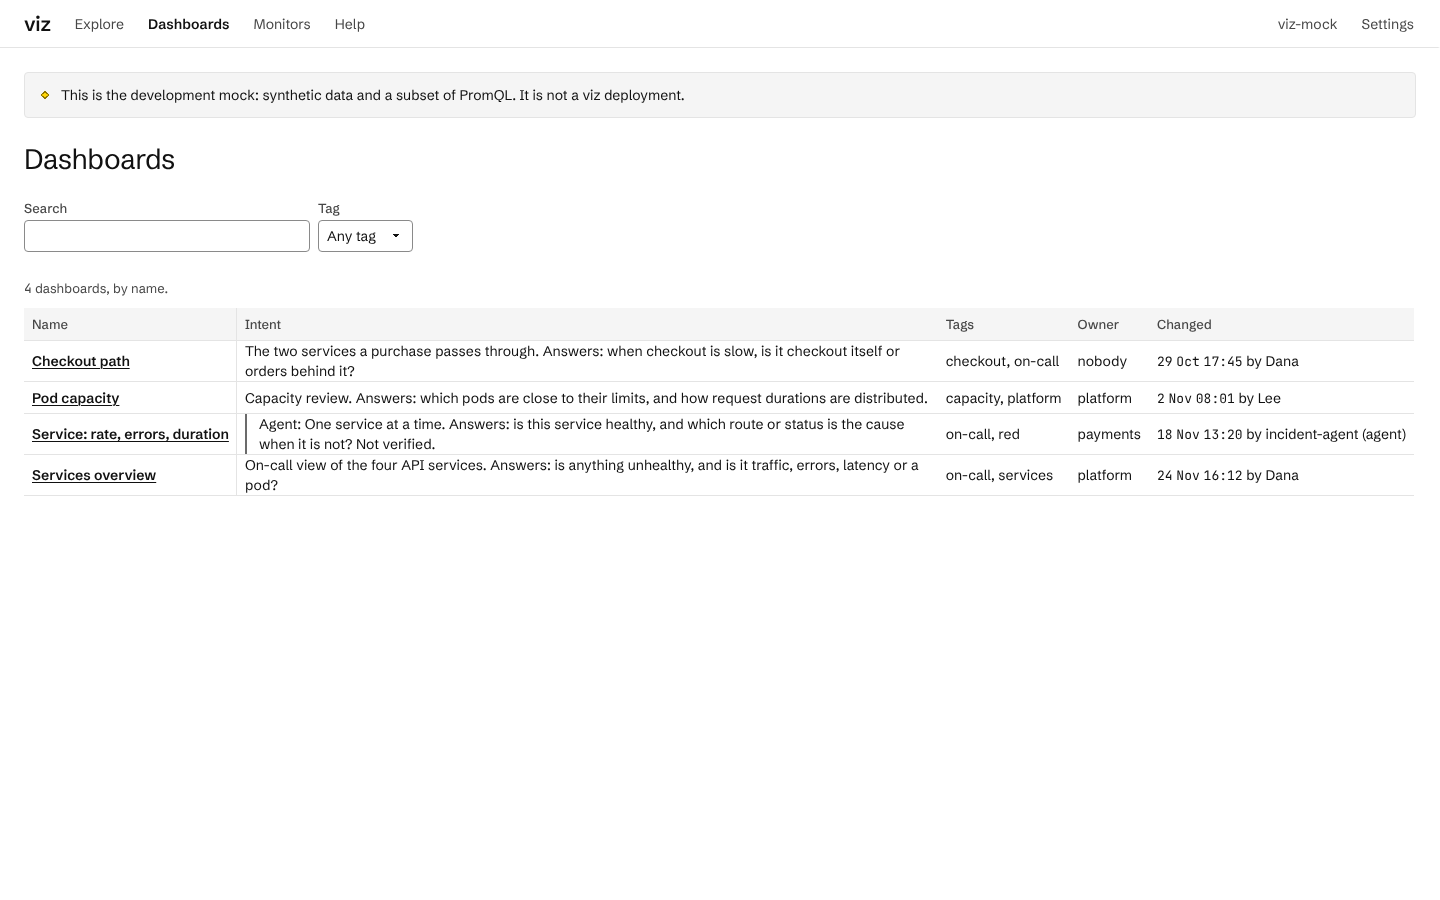 viz Explore Dashboards Monitors Help viz-mock Settings
This is the development mock: synthetic data and a subset of PromQL. It is not a viz deployment.
Dashboards
Search Tag
Any tag
4 dashboards, by name.
Name Intent Tags Owner Changed
Checkout path The two services a purchase passes through. Answers: when checkout is slow, is it checkout itself or
orders behind it? checkout, on-call nobody 29 Oct 17:45 by Dana
Pod capacity Capacity review. Answers: which pods are close to their limits, and how request durations are distributed. capacity, platform platform 2 Nov 08:01 by Lee
Service: rate, errors, duration Agent: One service at a time. Answers: is this service healthy, and which route or status is the cause
when it is not? Not verified. on-call, red payments 18 Nov 13:20 by incident-agent (agent)
Services overview On-call view of the four API services. Answers: is anything unhealthy, and is it traffic, errors, latency or a
pod? on-call, services platform 24 Nov 16:12 by Dana